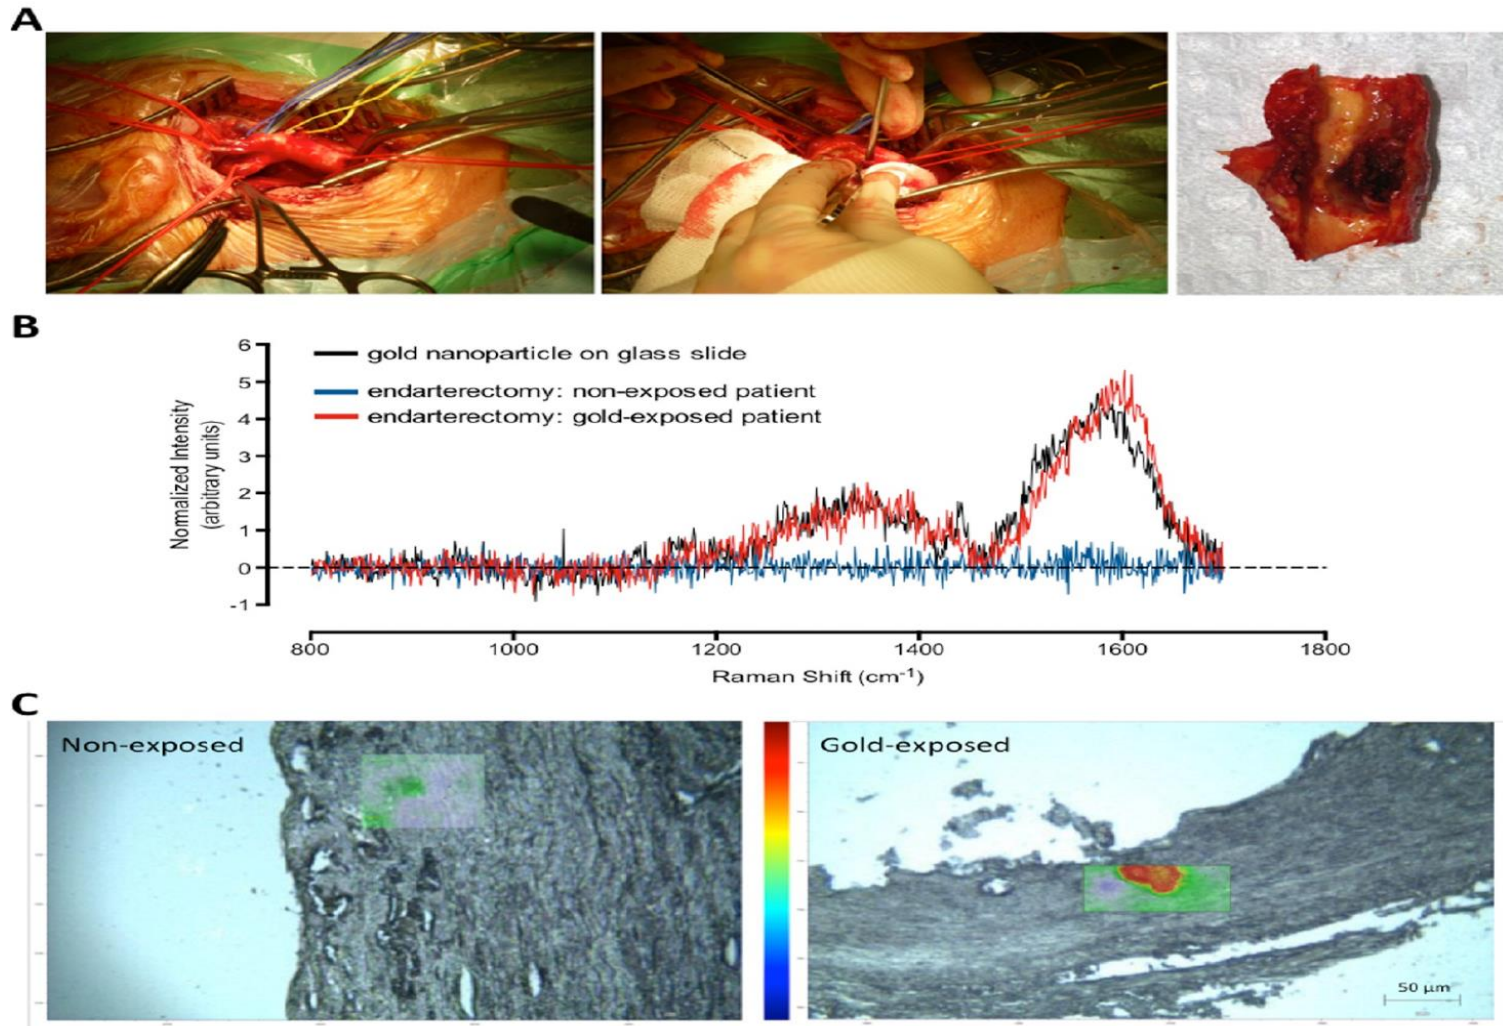 A
B
6
5
4
3
2
1
0
-1
Normalized Intensity
(arbitrary units)
gold nanoparticle on glass slide
endarterectomy: non-exposed patient
endarterectomy: gold-exposed patient
800 1000 1200 1400 1600 1800
Raman Shift (cm⁻¹)
C
Non-exposed
Gold-exposed
50 µm